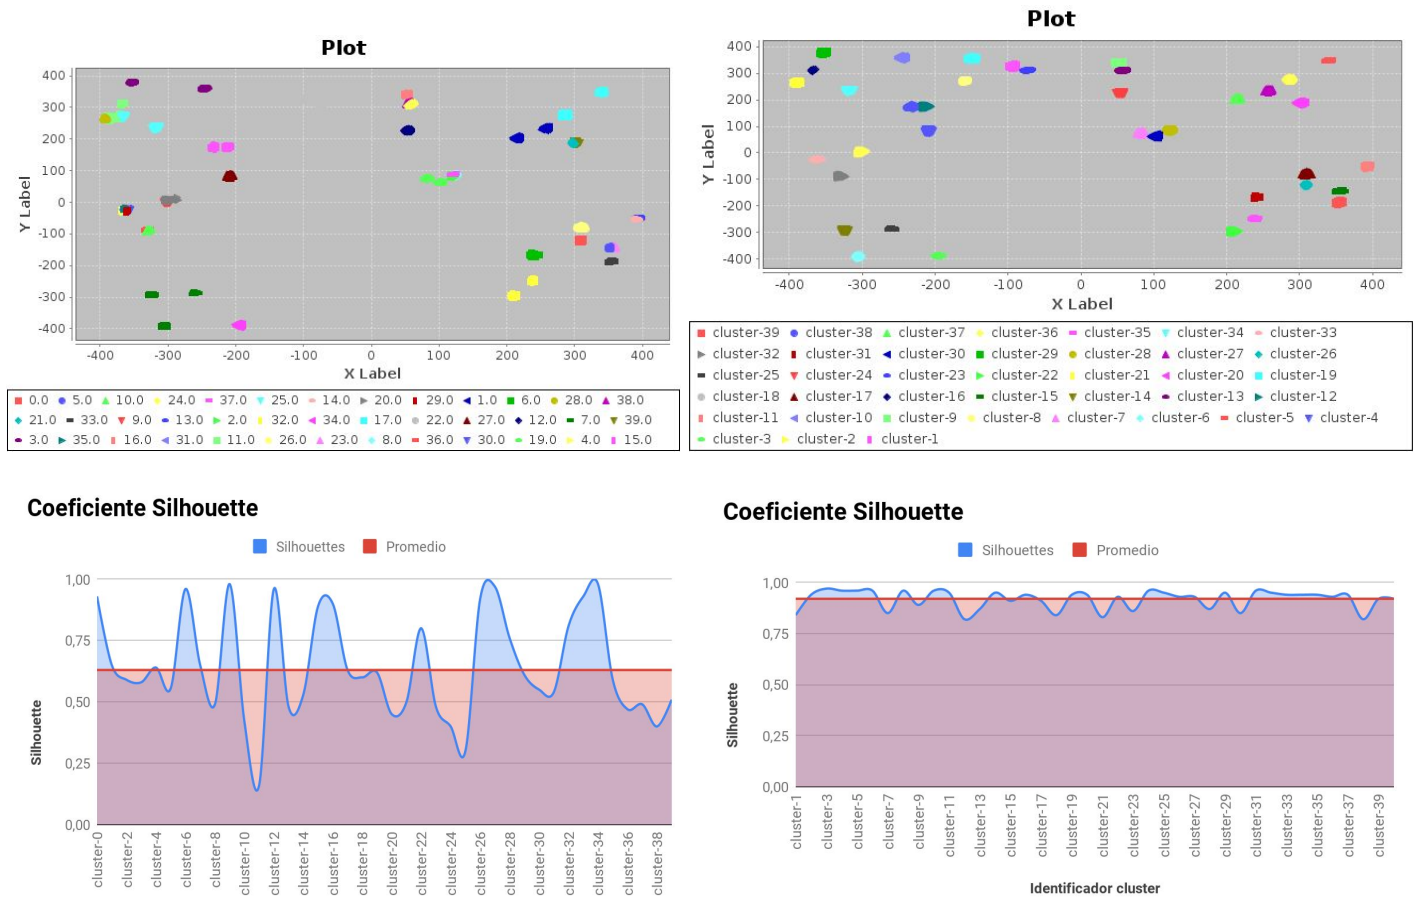 Plot
400
300
200
100
0
-100
-200
-300
-400
Y Label
-400 -300 -200 -100 0 100 200 300 400
X Label
0.0 5.0 10.0 24.0 37.0 25.0 14.0 20.0 29.0 1.0 6.0 28.0 38.0
21.0 33.0 9.0 13.0 2.0 32.0 34.0 17.0 22.0 27.0 12.0 7.0 39.0
3.0 35.0 16.0 31.0 11.0 26.0 23.0 8.0 36.0 30.0 19.0 4.0 15.0
Plot
400
300
200
100
0
-100
-200
-300
-400
Y Label
-400 -300 -200 -100 0 100 200 300 400
X Label
cluster-39 cluster-38 cluster-37 cluster-36 cluster-35 cluster-34 cluster-33
cluster-32 cluster-31 cluster-30 cluster-29 cluster-28 cluster-27 cluster-26
cluster-25 cluster-24 cluster-23 cluster-22 cluster-21 cluster-20 cluster-19
cluster-18 cluster-17 cluster-16 cluster-15 cluster-14 cluster-13 cluster-12
cluster-11 cluster-10 cluster-9 cluster-8 cluster-7 cluster-6 cluster-5 cluster-4
cluster-3 cluster-2 cluster-1
Coeficiente Silhouette
Silhouettes Promedio
1,00
0,75
0,50
0,25
0,00
Silhouette
cluster-0
cluster-2
cluster-4
cluster-6
cluster-8
cluster-10
cluster-12
cluster-14
cluster-16
cluster-18
cluster-20
cluster-22
cluster-24
cluster-26
cluster-28
cluster-30
cluster-32
cluster-34
cluster-36
cluster-38
Coeficiente Silhouette
Silhouettes Promedio
1,00
0,75
0,50
0,25
0,00
Silhouette
cluster-1
cluster-3
cluster-5
cluster-7
cluster-9
cluster-11
cluster-13
cluster-15
cluster-17
cluster-19
cluster-21
cluster-23
cluster-25
cluster-27
cluster-29
cluster-31
cluster-33
cluster-35
cluster-37
cluster-39
Identificador cluster